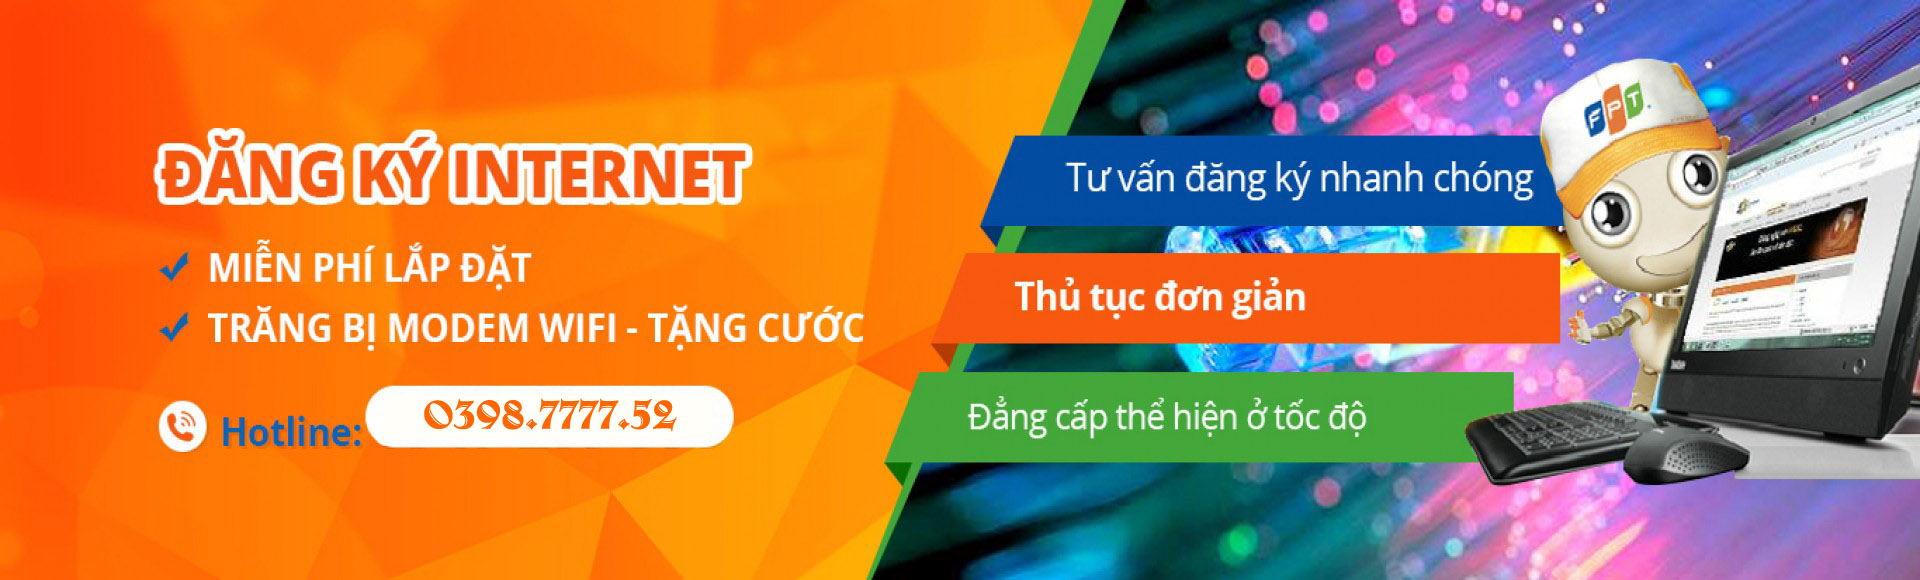 ĐĂNG KÝ INTERNET
MIỄN PHÍ LẮP ĐẶT
TRĂNG BỊ MODEM WIFI - TẶNG CƯỚC
Hotline: 0398.7777.52
Tư vấn đăng ký nhanh chóng
Thủ tục đơn giản
Đẳng cấp thể hiện ở tốc độ
FPT